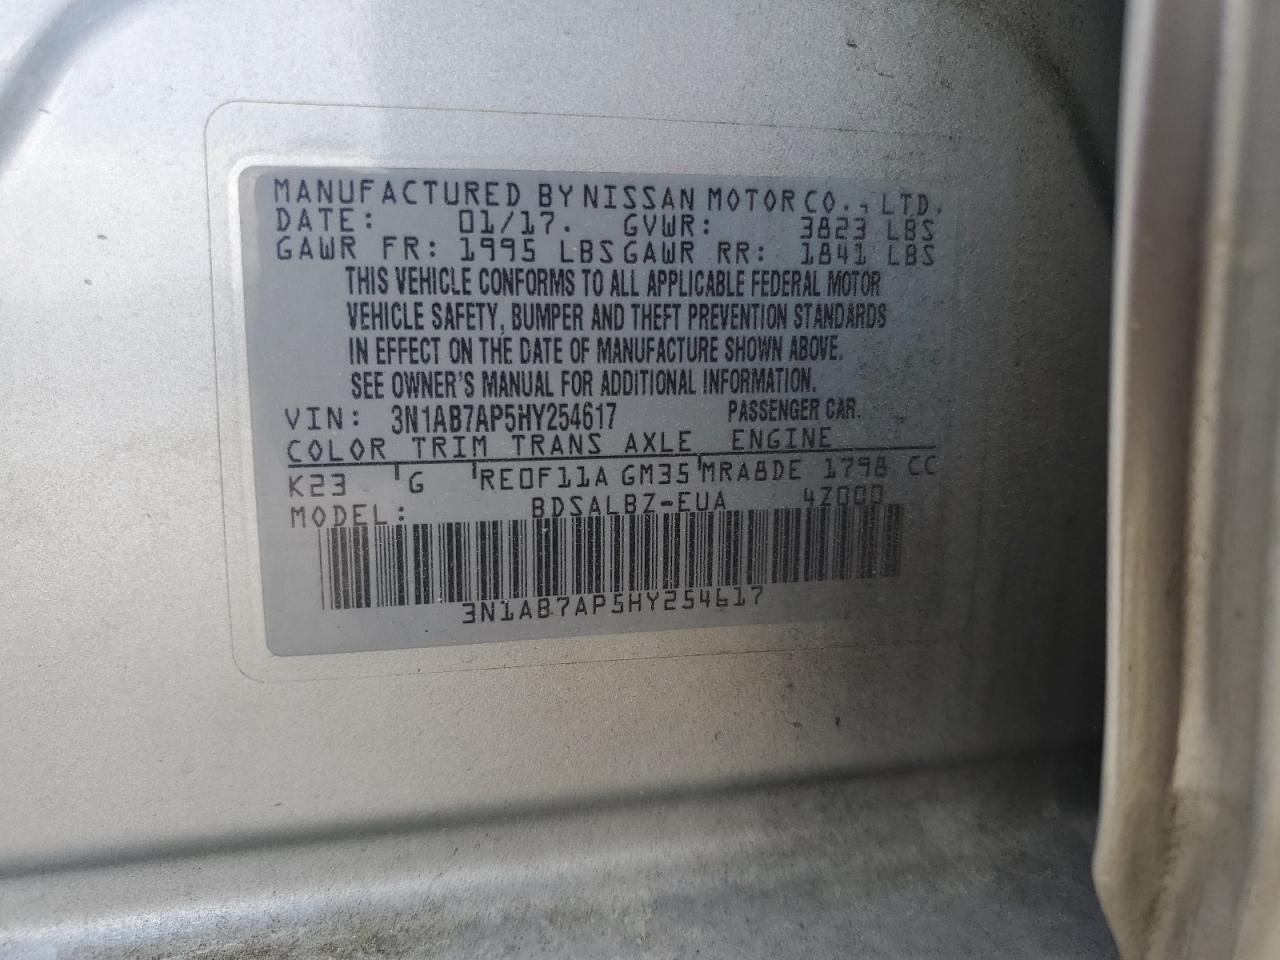 MANUFACTURED BY NISSAN MOTOR CO., LTD.
DATE: 01/17. GVWR: 3823 LBS
GAWR FR: 1995 LBS GAWR RR: 1841 LBS
THIS VEHICLE CONFORMS TO ALL APPLICABLE FEDERAL MOTOR
VEHICLE SAFETY, BUMPER AND THEFT PREVENTION STANDARDS
IN EFFECT ON THE DATE OF MANUFACTURE SHOWN ABOVE.
SEE OWNER'S MANUAL FOR ADDITIONAL INFORMATION.
VIN: 3N1AB7AP5HY254617 PASSENGER CAR.
COLOR TRIM TRANS AXLE ENGINE
K23 G RE0F11A GM35 MRA8DE 1798 CC
MODEL: BDSALBZ-EUA 4Z000
3N1AB7AP5HY254617